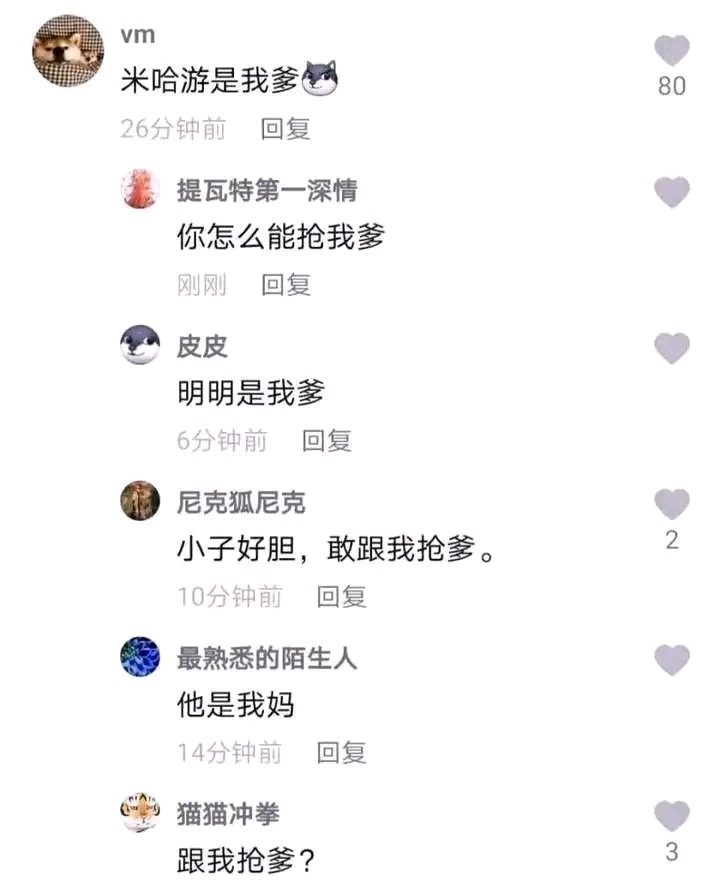 vm
米哈游是我爹
80
26分钟前 回复
提瓦特第一深情
你怎么能抢我爹
刚刚 回复
皮皮
明明是我爹
6分钟前 回复
尼克狐尼克
小子好胆，敢跟我抢爹。
2
10分钟前 回复
最熟悉的陌生人
他是我妈
14分钟前 回复
猫猫冲拳
跟我抢爹？
3